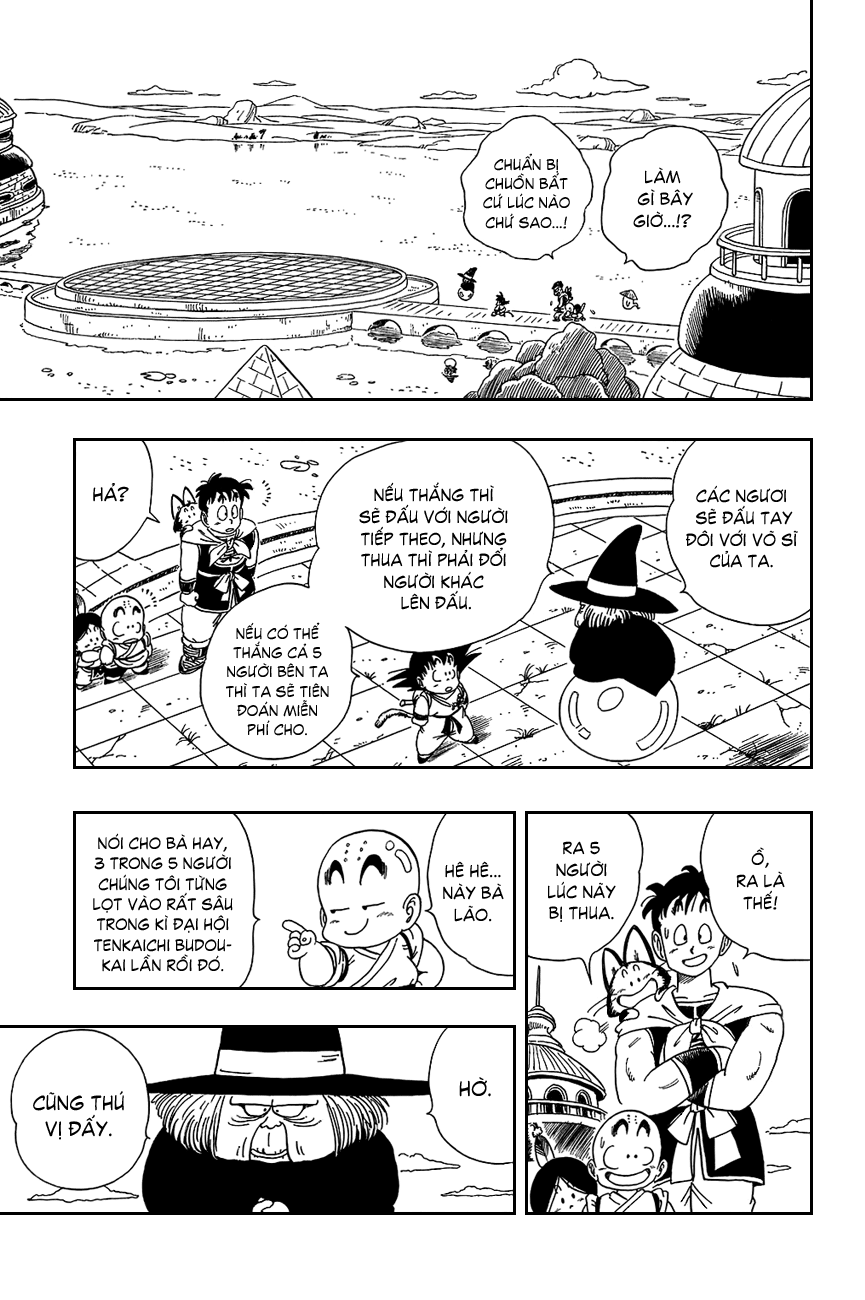 LÀM
GÌ BÂY
GIỜ...!?
CHUẨN BỊ
CHUỒN BẤT
CỨ LÚC NÀO
CHỨ SAO...!
CÁC NGƯƠI
SẼ ĐẤU TAY
ĐÔI VỚI VÕ SĨ
CỦA TA.
NẾU THẮNG THÌ
SẼ ĐẤU VỚI NGƯỜI
TIẾP THEO, NHƯNG
THUA THÌ PHẢI ĐỔI
NGƯỜI KHÁC
LÊN ĐẤU.
NẾU CÓ THỂ
THẮNG CẢ 5
NGƯỜI BÊN TA
THÌ TA SẼ TIÊN
ĐOÁN MIỄN
PHÍ CHO.
HẢ?
Ồ,
RA LÀ
THẾ!
RA 5
NGƯỜI
LÚC NÀY
BỊ THUA.
HÊ HÊ...
NÀY BÀ
LÃO.
NÓI CHO BÀ HAY,
3 TRONG 5 NGƯỜI
CHÚNG TÔI TỪNG
LỌT VÀO RẤT SÂU
TRONG KÌ ĐẠI HỘI
TENKAICHI BUDOU-
KAI LẦN RỒI ĐÓ.
HỜ.
CŨNG THÚ
VỊ ĐẤY.